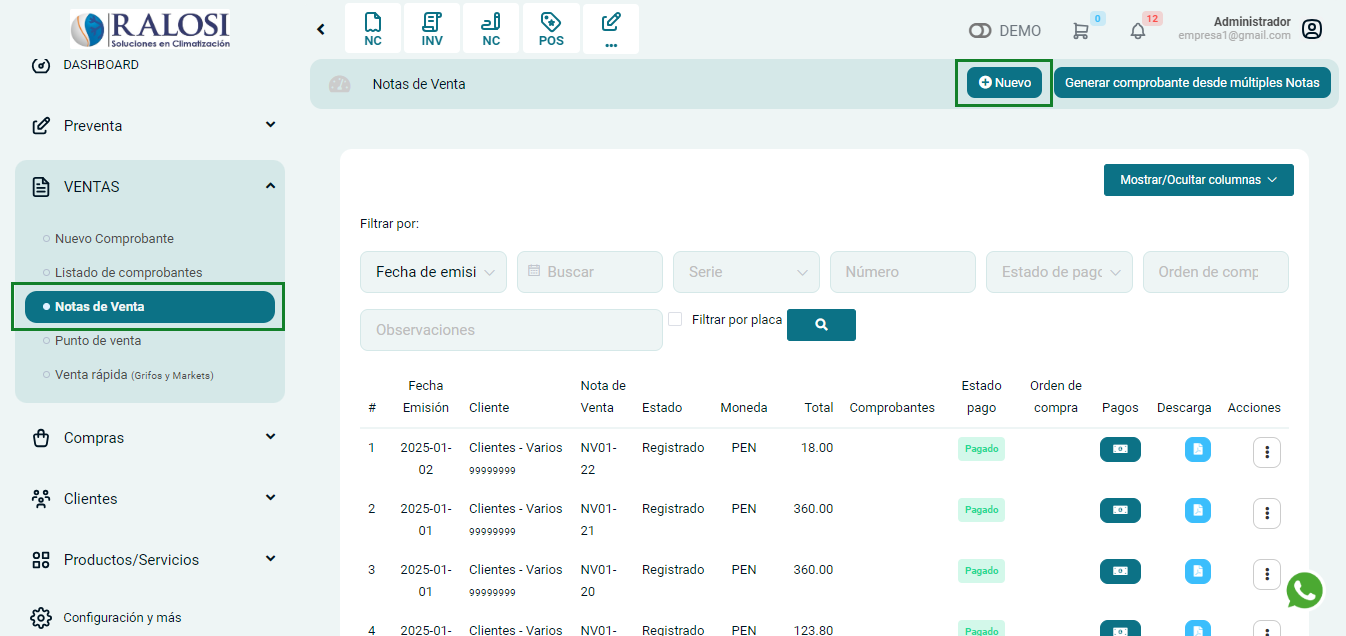 RALOSI
Soluciones en Climatización
NC
INV
NC
POS
...
DEMO
0
12
Administrador
empresa1@gmail.com
DASHBOARD
Preventa
VENTAS
Nuevo Comprobante
Listado de comprobantes
Notas de Venta
Punto de venta
Venta rápida (Grifos y Markets)
Compras
Clientes
Productos/Servicios
Configuración y más
Notas de Venta
Nuevo
Generar comprobante desde múltiples Notas
Mostrar/Ocultar columnas
Filtrar por:
Fecha de emisi
Buscar
Serie
Número
Estado de pago
Orden de comp
Observaciones
Filtrar por placa
# Fecha Emisión Cliente Nota de Venta Estado Moneda Total Comprobantes Estado pago Orden de compra Pagos Descarga Acciones
1 2025-01-02 Clientes - Varios 99999999 NV01-22 Registrado PEN 18.00 Pagado
2 2025-01-01 Clientes - Varios 99999999 NV01-21 Registrado PEN 360.00 Pagado
3 2025-01-01 Clientes - Varios 99999999 NV01-20 Registrado PEN 360.00 Pagado
4 2025-01- Clientes - Varios NV01- Registrado PEN 123.80 Pagado